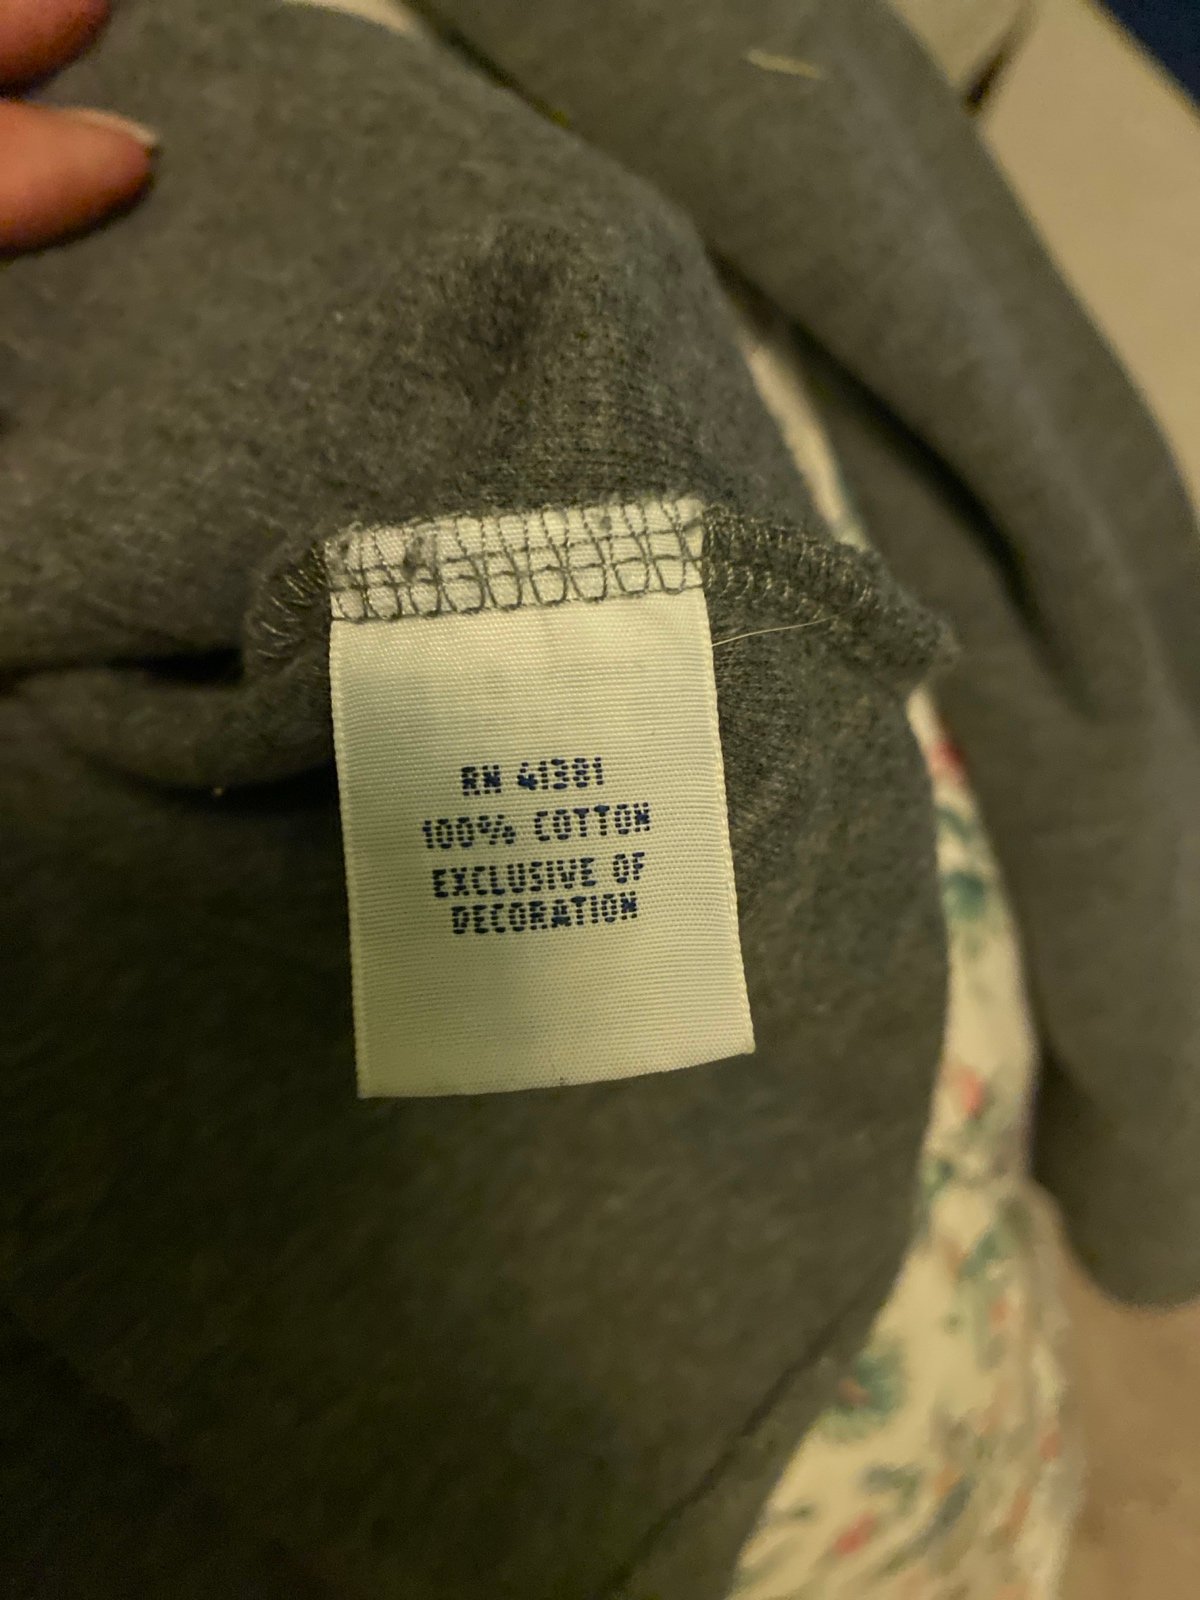 RN 41381
100% COTTON
EXCLUSIVE OF
DECORATION